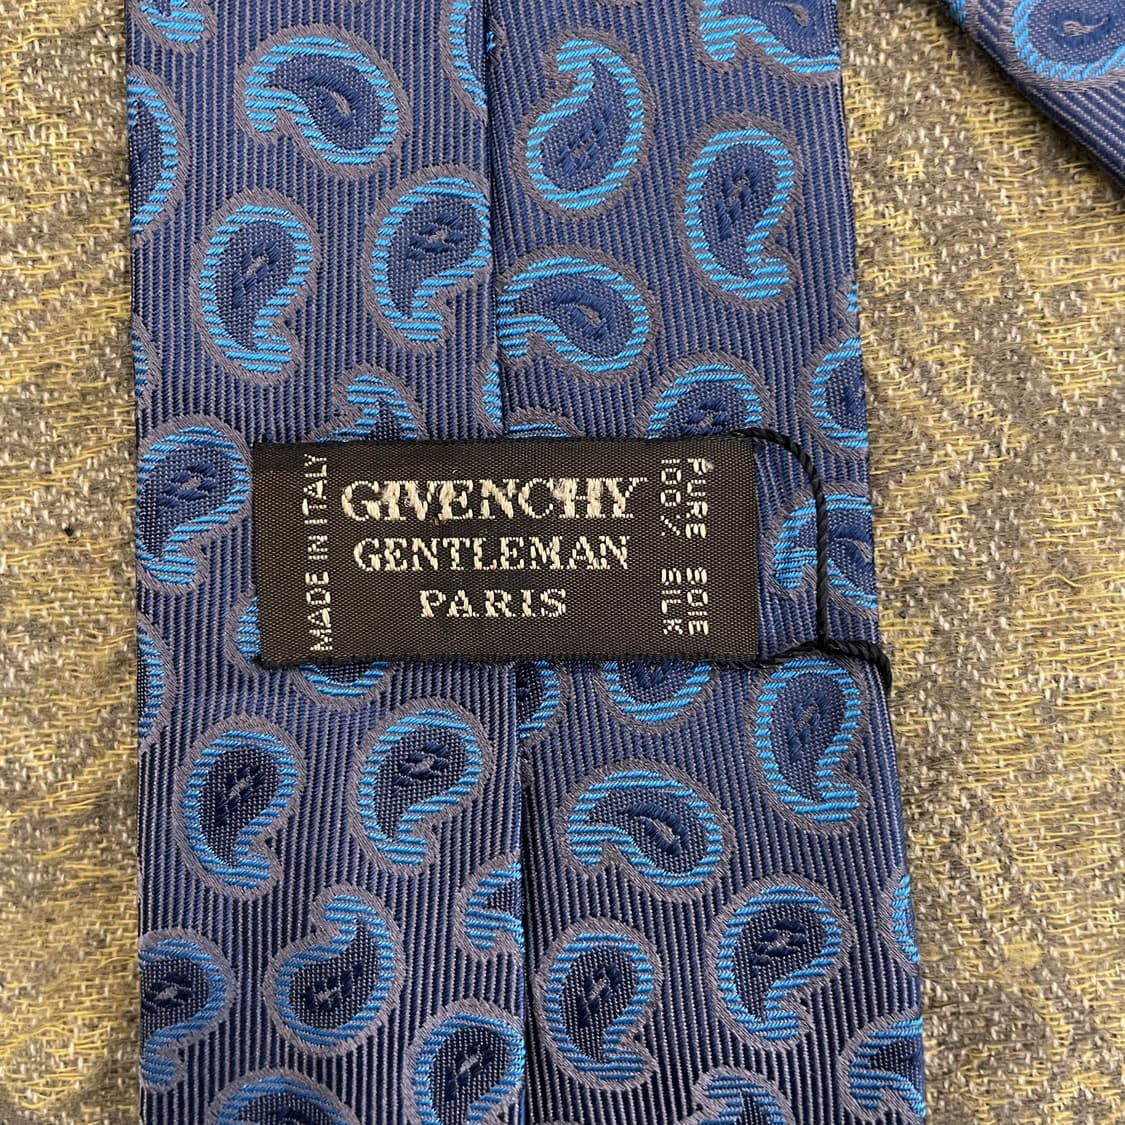 MADE IN ITALY
GIVENCHY
GENTLEMAN
PARIS
PURE SOIE
100% SILK